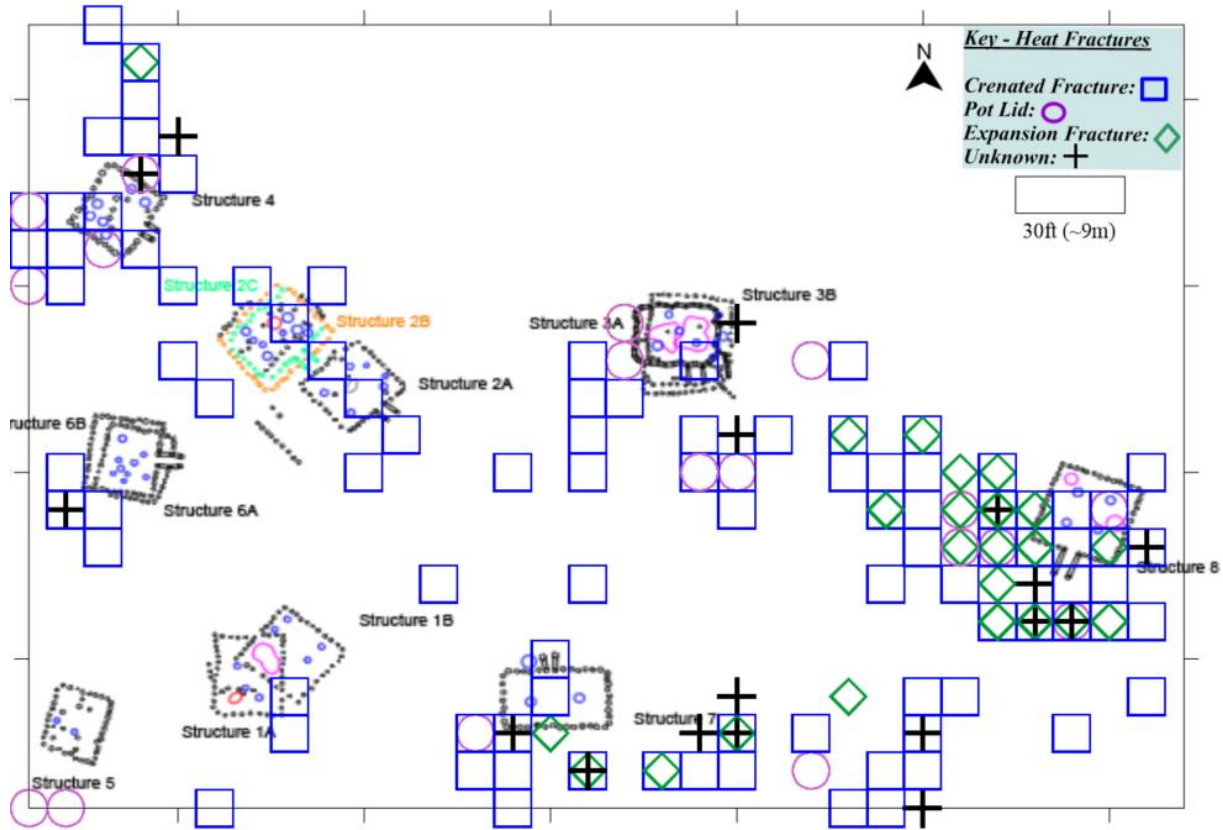 N
Key - Heat Fractures
Crenated Fracture:
Pot Lid:
Expansion Fracture:
Unknown:
30ft (~9m)
Structure 4
Structure 2C
Structure 2B
Structure 2A
Structure 3A
Structure 3B
ructure 6B
Structure 6A
Structure 8
Structure 1B
Structure 1A
Structure 7
Structure 5